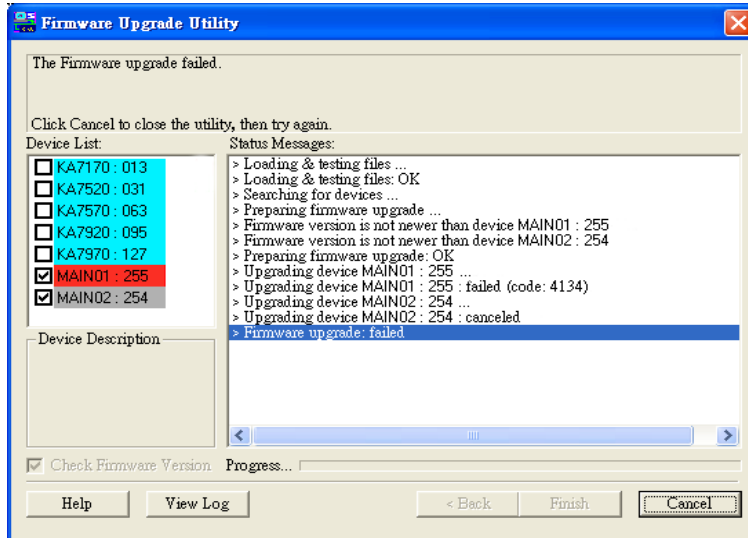 Firmware Upgrade Utility
The Firmware upgrade failed.
Click Cancel to close the utility, then try again.
Device List:
KA7170 : 013
KA7520 : 031
KA7570 : 063
KA7920 : 095
KA7970 : 127
MAIN01 : 255
MAIN02 : 254
Status Messages:
> Loading & testing files ...
> Loading & testing files: OK
> Searching for devices ...
> Preparing firmware upgrade ...
> Firmware version is not newer than device MAIN01 : 255
> Firmware version is not newer than device MAIN02 : 254
> Preparing firmware upgrade: OK
> Upgrading device MAIN01 : 255 ...
> Upgrading device MAIN01 : 255 : failed (code: 4134)
> Upgrading device MAIN02 : 254 ...
> Upgrading device MAIN02 : 254 : canceled
> Firmware upgrade: failed
Device Description
Check Firmware Version
Progress...
Help
View Log
< Back
Finish
Cancel